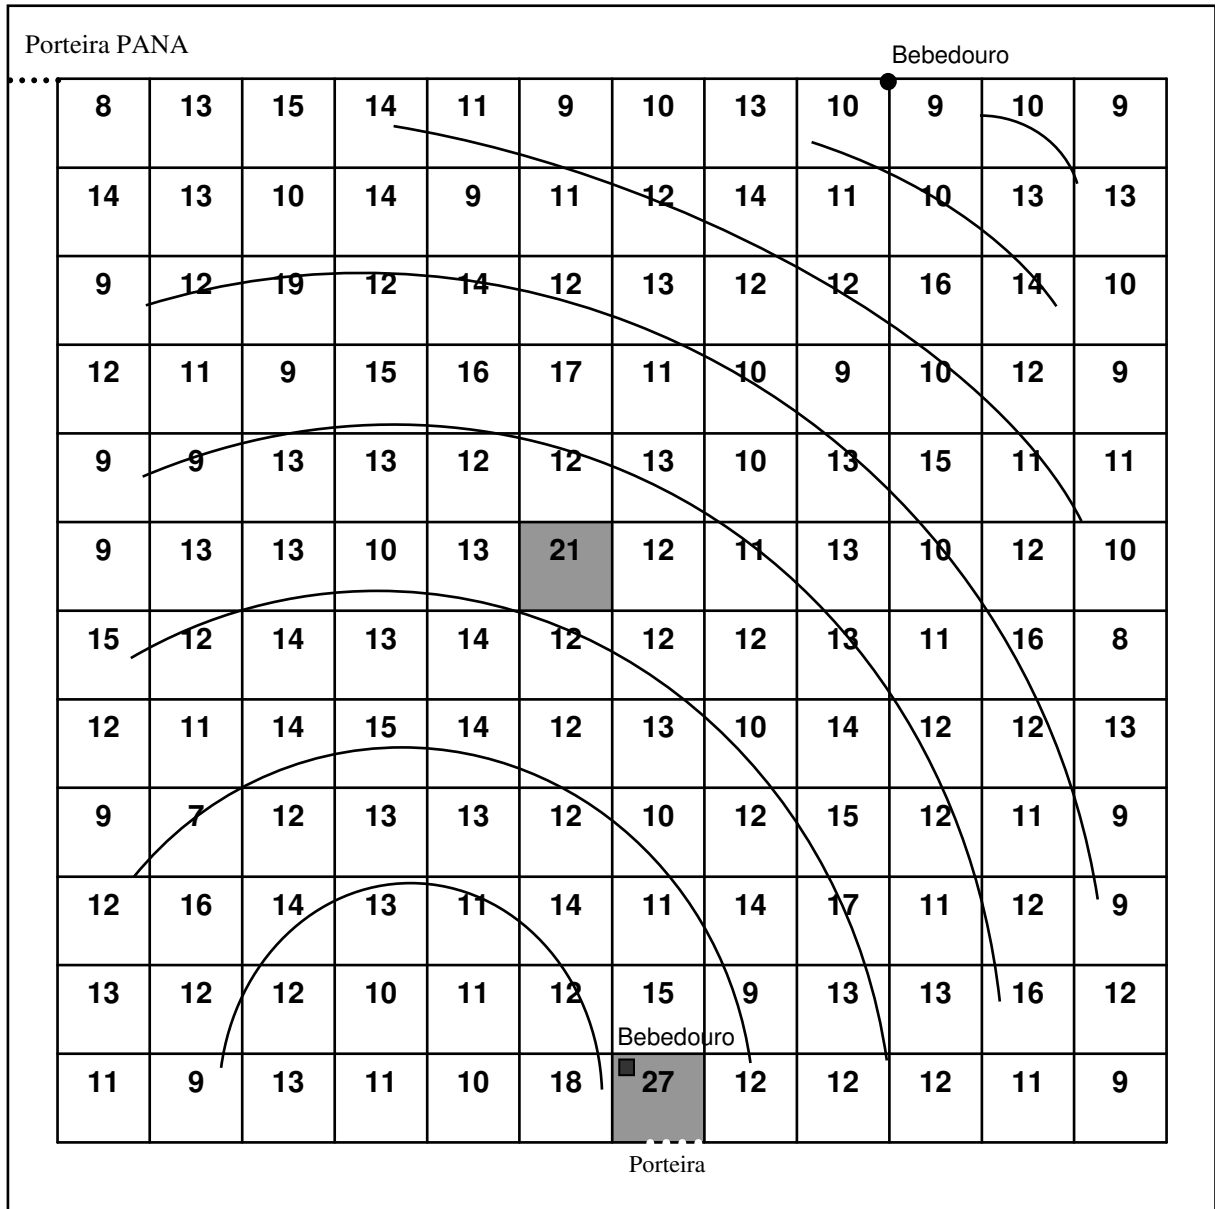 Porteira PANA
Bebedouro
8 13 15 14 11 9 10 13 10 9 10 9
14 13 10 14 9 11 12 14 11 10 13 13
9 12 19 12 14 12 13 12 12 16 14 10
12 11 9 15 16 17 11 10 9 10 12 9
9 9 13 13 12 12 13 10 13 15 11 11
9 13 13 10 13 21 12 11 13 10 12 10
15 12 14 13 14 12 12 12 13 11 16 8
12 11 14 15 14 12 13 10 14 12 12 13
9 7 12 13 13 12 10 12 15 12 11 9
12 16 14 13 11 14 11 14 17 11 12 9
13 12 12 10 11 12 15 9 13 13 16 12
Bebedouro
11 9 13 11 10 18 27 12 12 12 11 9
Porteira